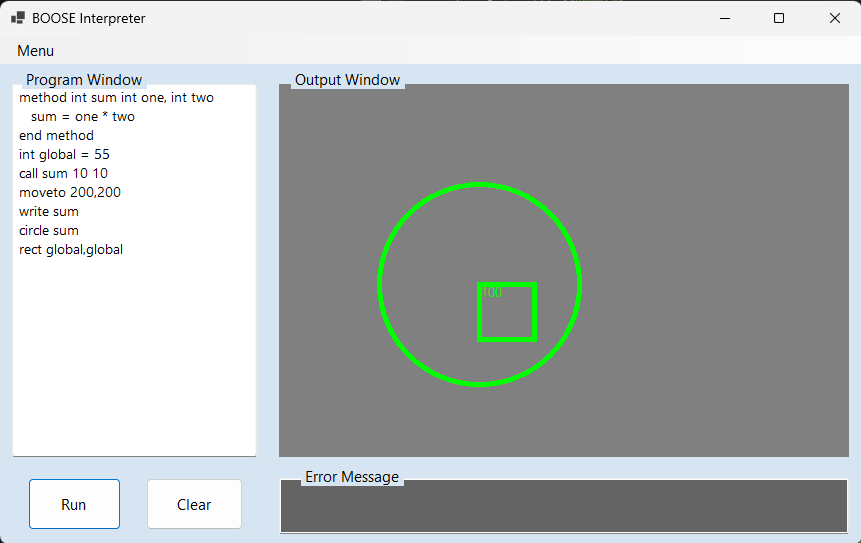 BOOSE Interpreter
Menu
Program Window
method int sum int one, int two
sum = one * two
end method
int global = 55
call sum 10 10
moveto 200,200
write sum
circle sum
rect global,global
Output Window
100
Error Message
Run
Clear